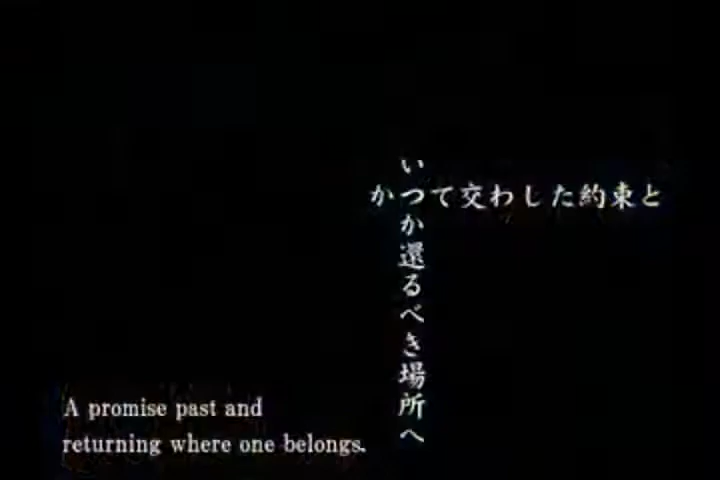 かつて交わした約束と
いつか還るべき場所へ
A promise past and
returning where one belongs.